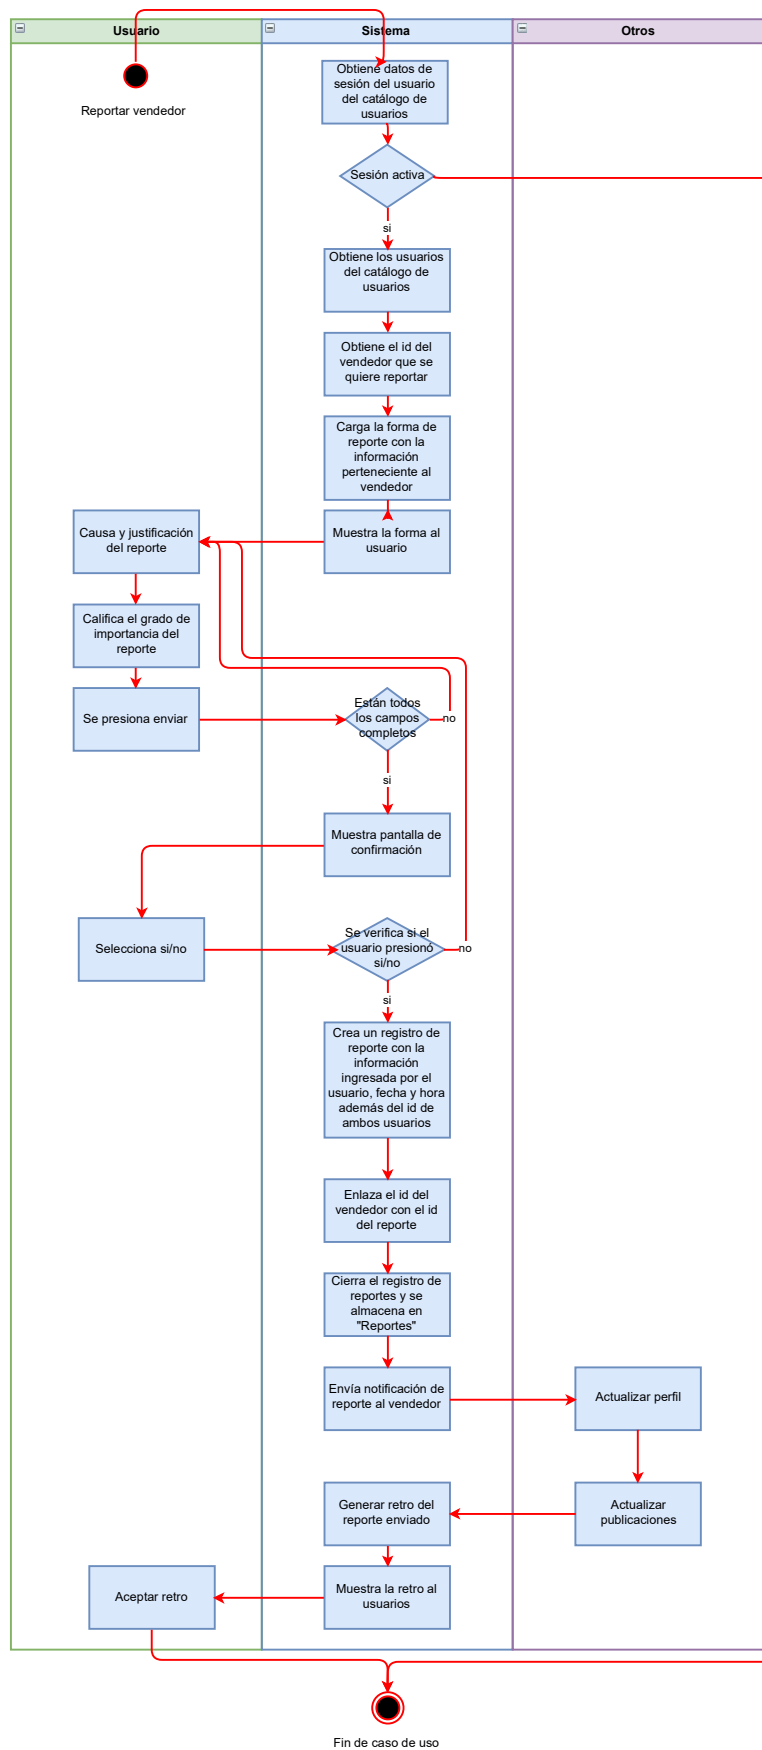 Usuario
Sistema
Otros
Reportar vendedor
Obtiene datos de
sesión del usuario
del catálogo de
usuarios
Sesión activa
si
Obtiene los usuarios
del catálogo de
usuarios
Obtiene el id del
vendedor que se
quiere reportar
Carga la forma de
reporte con la
información
perteneciente al
vendedor
Muestra la forma al
usuario
Causa y justificación
del reporte
Califica el grado de
importancia del
reporte
Se presiona enviar
Están todos
los campos
completos
no
si
Muestra pantalla de
confirmación
Selecciona si/no
Se verifica si el
usuario presionó
si/no
no
si
Crea un registro de
reporte con la
información
ingresada por el
usuario, fecha y hora
además del id de
ambos usuarios
Enlaza el id del
vendedor con el id
del reporte
Cierra el registro de
reportes y se
almacena en
"Reportes"
Envía notificación de
reporte al vendedor
Actualizar perfil
Actualizar
publicaciones
Generar retro del
reporte enviado
Muestra la retro al
usuarios
Aceptar retro
Fin de caso de uso